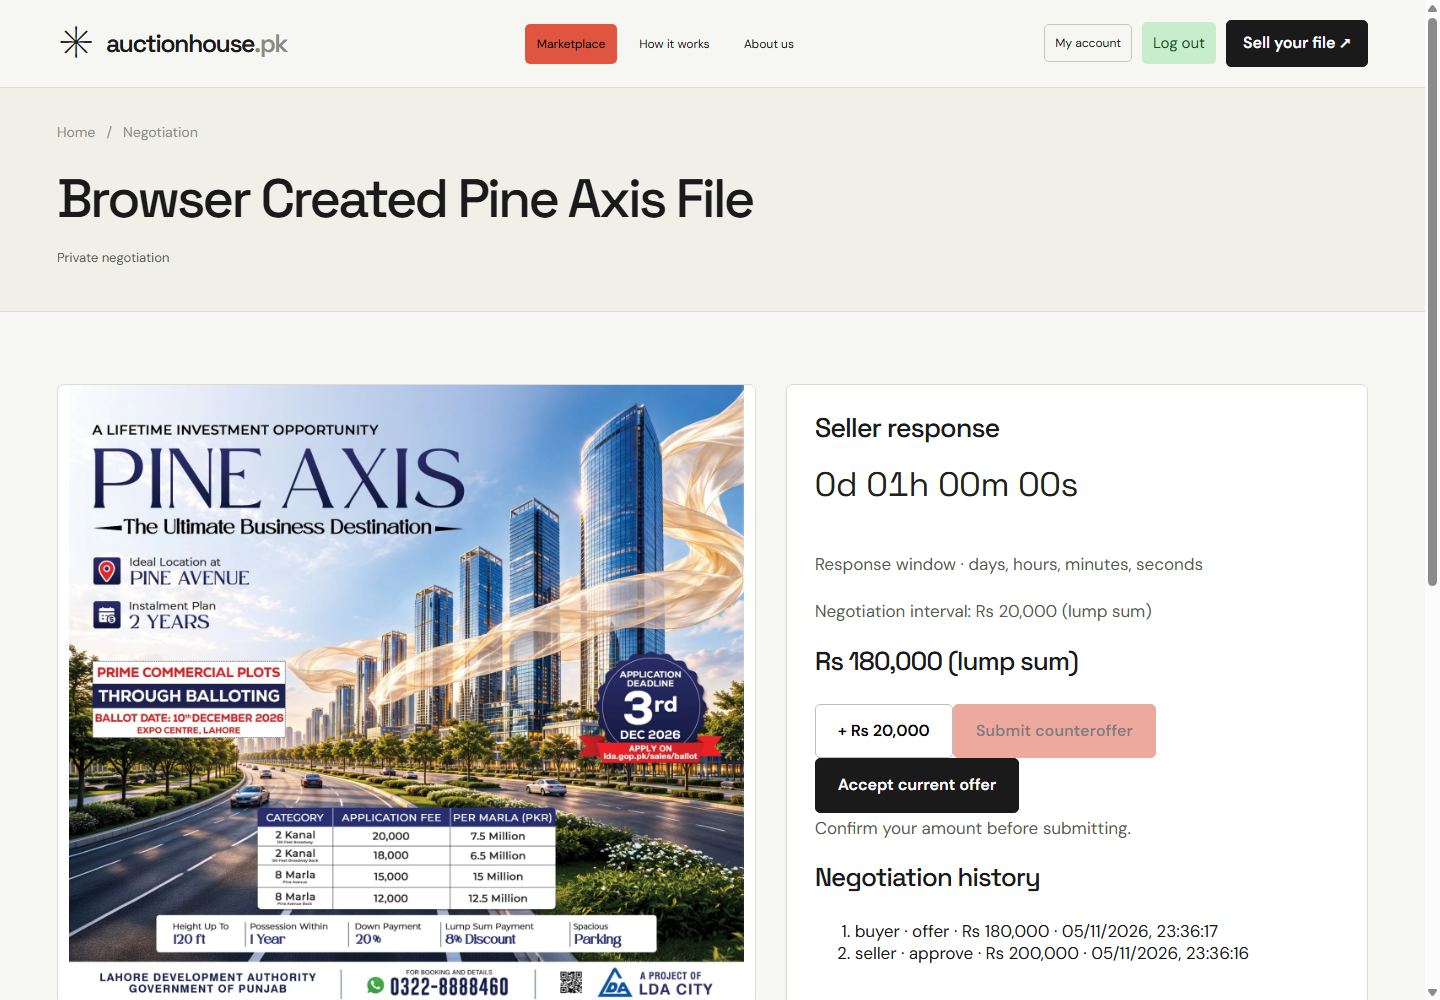 auctionhouse.pk
Marketplace
How it works
About us
My account
Log out
Sell your file ↗
Home / Negotiation
Browser Created Pine Axis File
Private negotiation
A LIFETIME INVESTMENT OPPORTUNITY
PINE AXIS
The Ultimate Business Destination
Ideal Location at
PINE AVENUE
Instalment Plan
2 YEARS
PRIME COMMERCIAL PLOTS
THROUGH BALLOTING
BALLOT DATE: 10th DECEMBER 2026
EXPO CENTRE, LAHORE
APPLICATION
DEADLINE
3rd
DEC 2026
APPLY ON
lda.gop.pk/sales/ballot
CATEGORY APPLICATION FEE PER MARLA (PKR)
2 Kanal 20,000 7.5 Million
2 Kanal 18,000 6.5 Million
8 Marla 15,000 15 Million
Pine Avenue
8 Marla 12,000 12.5 Million
Pine Avenue Back
Height Up To
120 ft
Possession Within
1 Year
Down Payment
20%
Lump Sum Payment
8% Discount
Spacious
Parking
LAHORE DEVELOPMENT AUTHORITY
GOVERNMENT OF PUNJAB
FOR BOOKING AND DETAILS
0322-8888460
LDA
A PROJECT OF
LDA CITY
Seller response
0d 01h 00m 00s
Response window · days, hours, minutes, seconds
Negotiation interval: Rs 20,000 (lump sum)
Rs 180,000 (lump sum)
+ Rs 20,000
Submit counteroffer
Accept current offer
Confirm your amount before submitting.
Negotiation history
1. buyer · offer · Rs 180,000 · 05/11/2026, 23:36:17
2. seller · approve · Rs 200,000 · 05/11/2026, 23:36:16